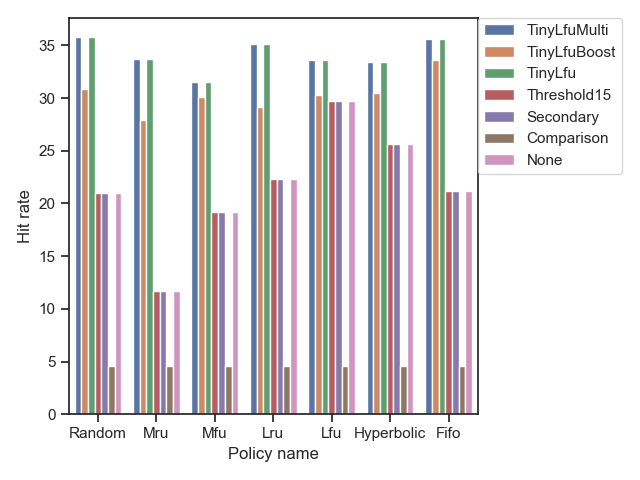 TinyLfuMulti
TinyLfuBoost
TinyLfu
Threshold15
Secondary
Comparison
None
Hit rate
35
30
25
20
15
10
5
0
Random Mru Mfu Lru Lfu Hyperbolic Fifo
Policy name